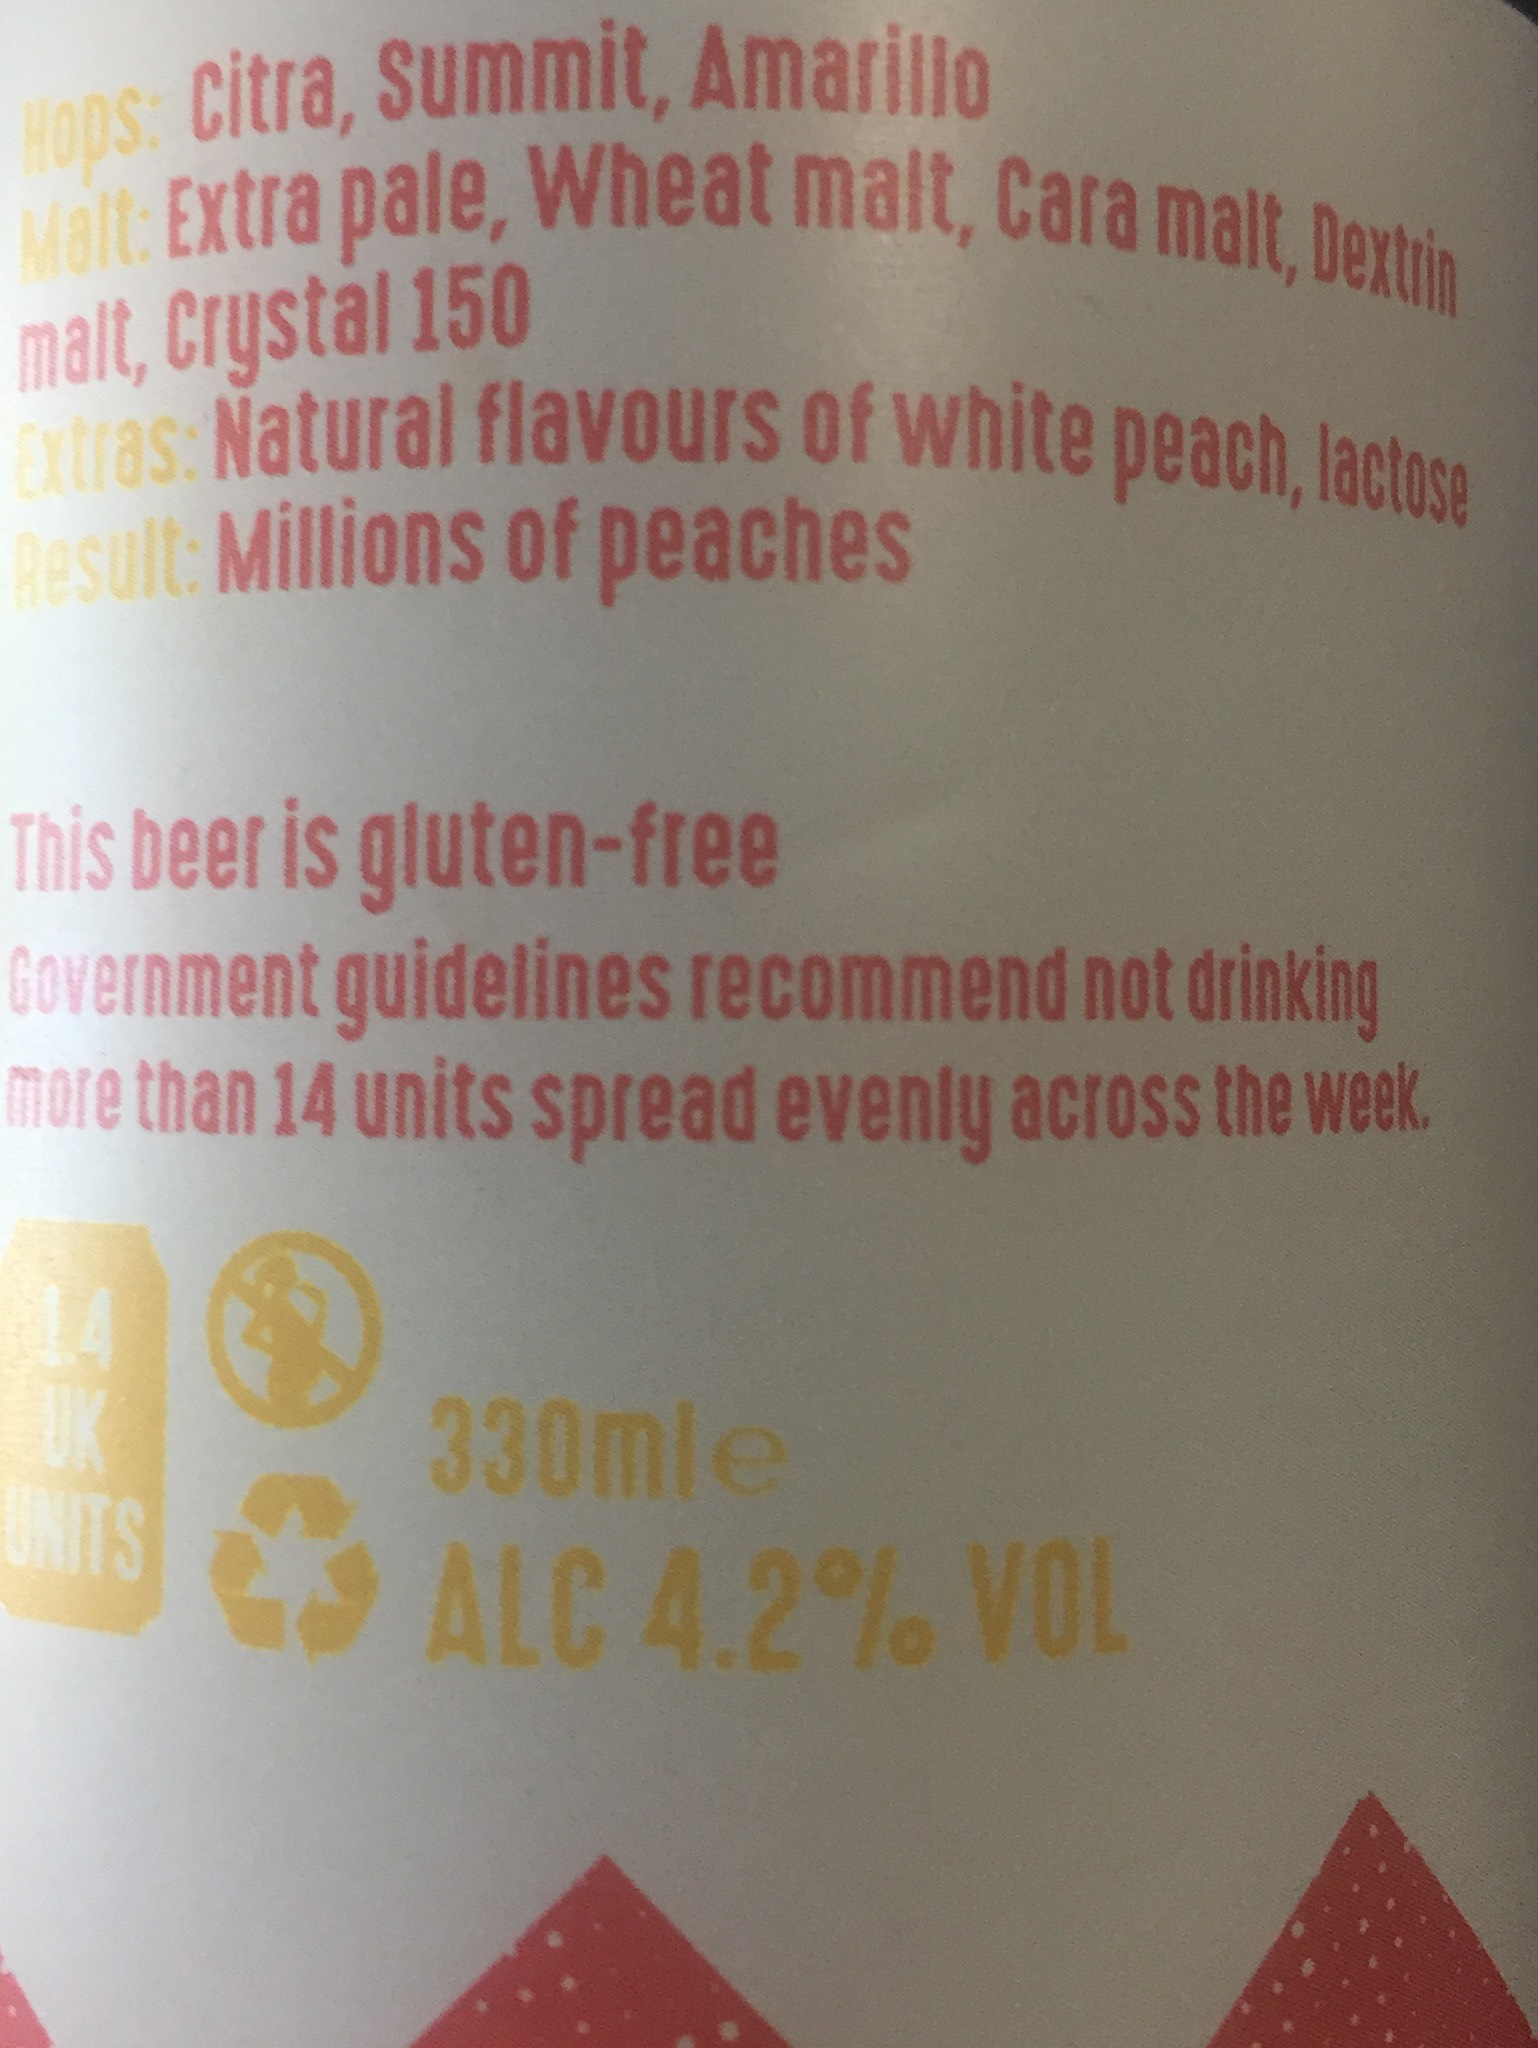 Hops: Citra, Summit, Amarillo
Malt: Extra pale, Wheat malt, Cara malt, Dextrin
malt, Crystal 150
Extras: Natural flavours of white peach, lactose
Result: Millions of peaches
This beer is gluten-free
Government guidelines recommend not drinking
more than 14 units spread evenly across the week.
1.4
UK
UNITS
330ml e
ALC 4.2% VOL